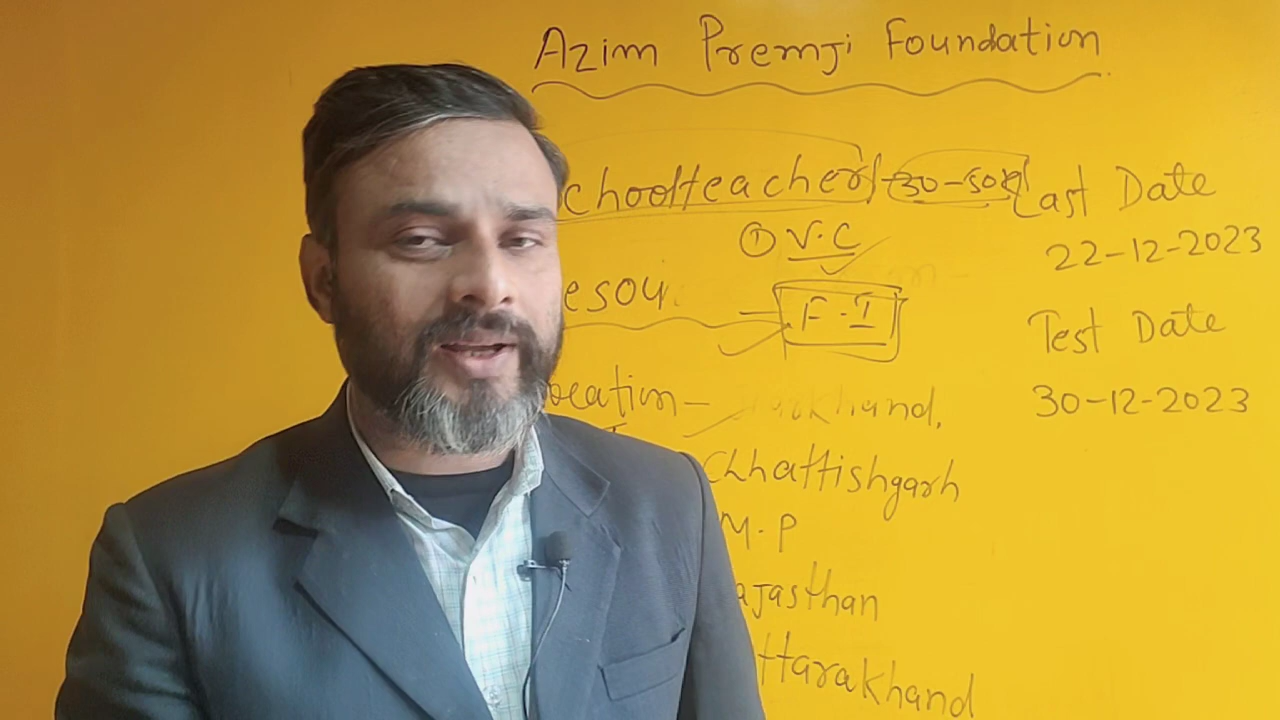 Azim Premji Foundation
choolteacher 30-50K
① V.C
esou
F.I
ocation - Jharkhand,
Chhattishgarh
M.P
ajasthan
ttarakhand
Last Date
22-12-2023
Test Date
30-12-2023